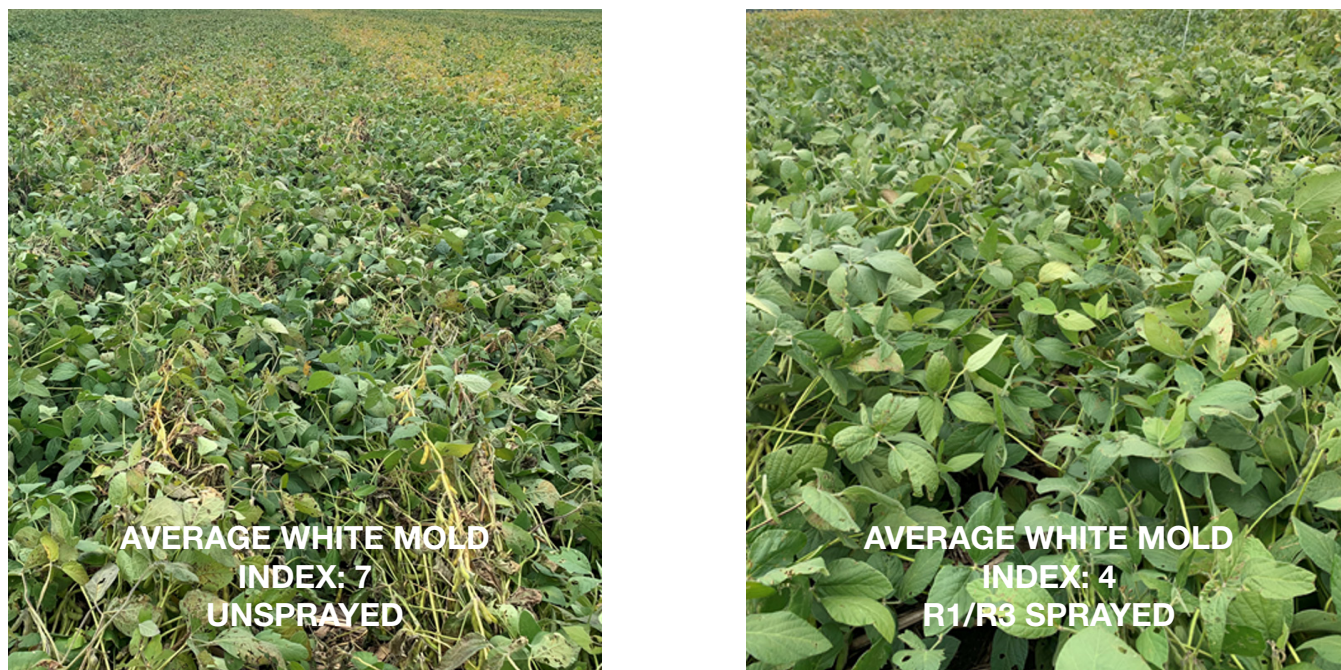 AVERAGE WHITE MOLD
INDEX: 7
UNSPRAYED
AVERAGE WHITE MOLD
INDEX: 4
R1/R3 SPRAYED